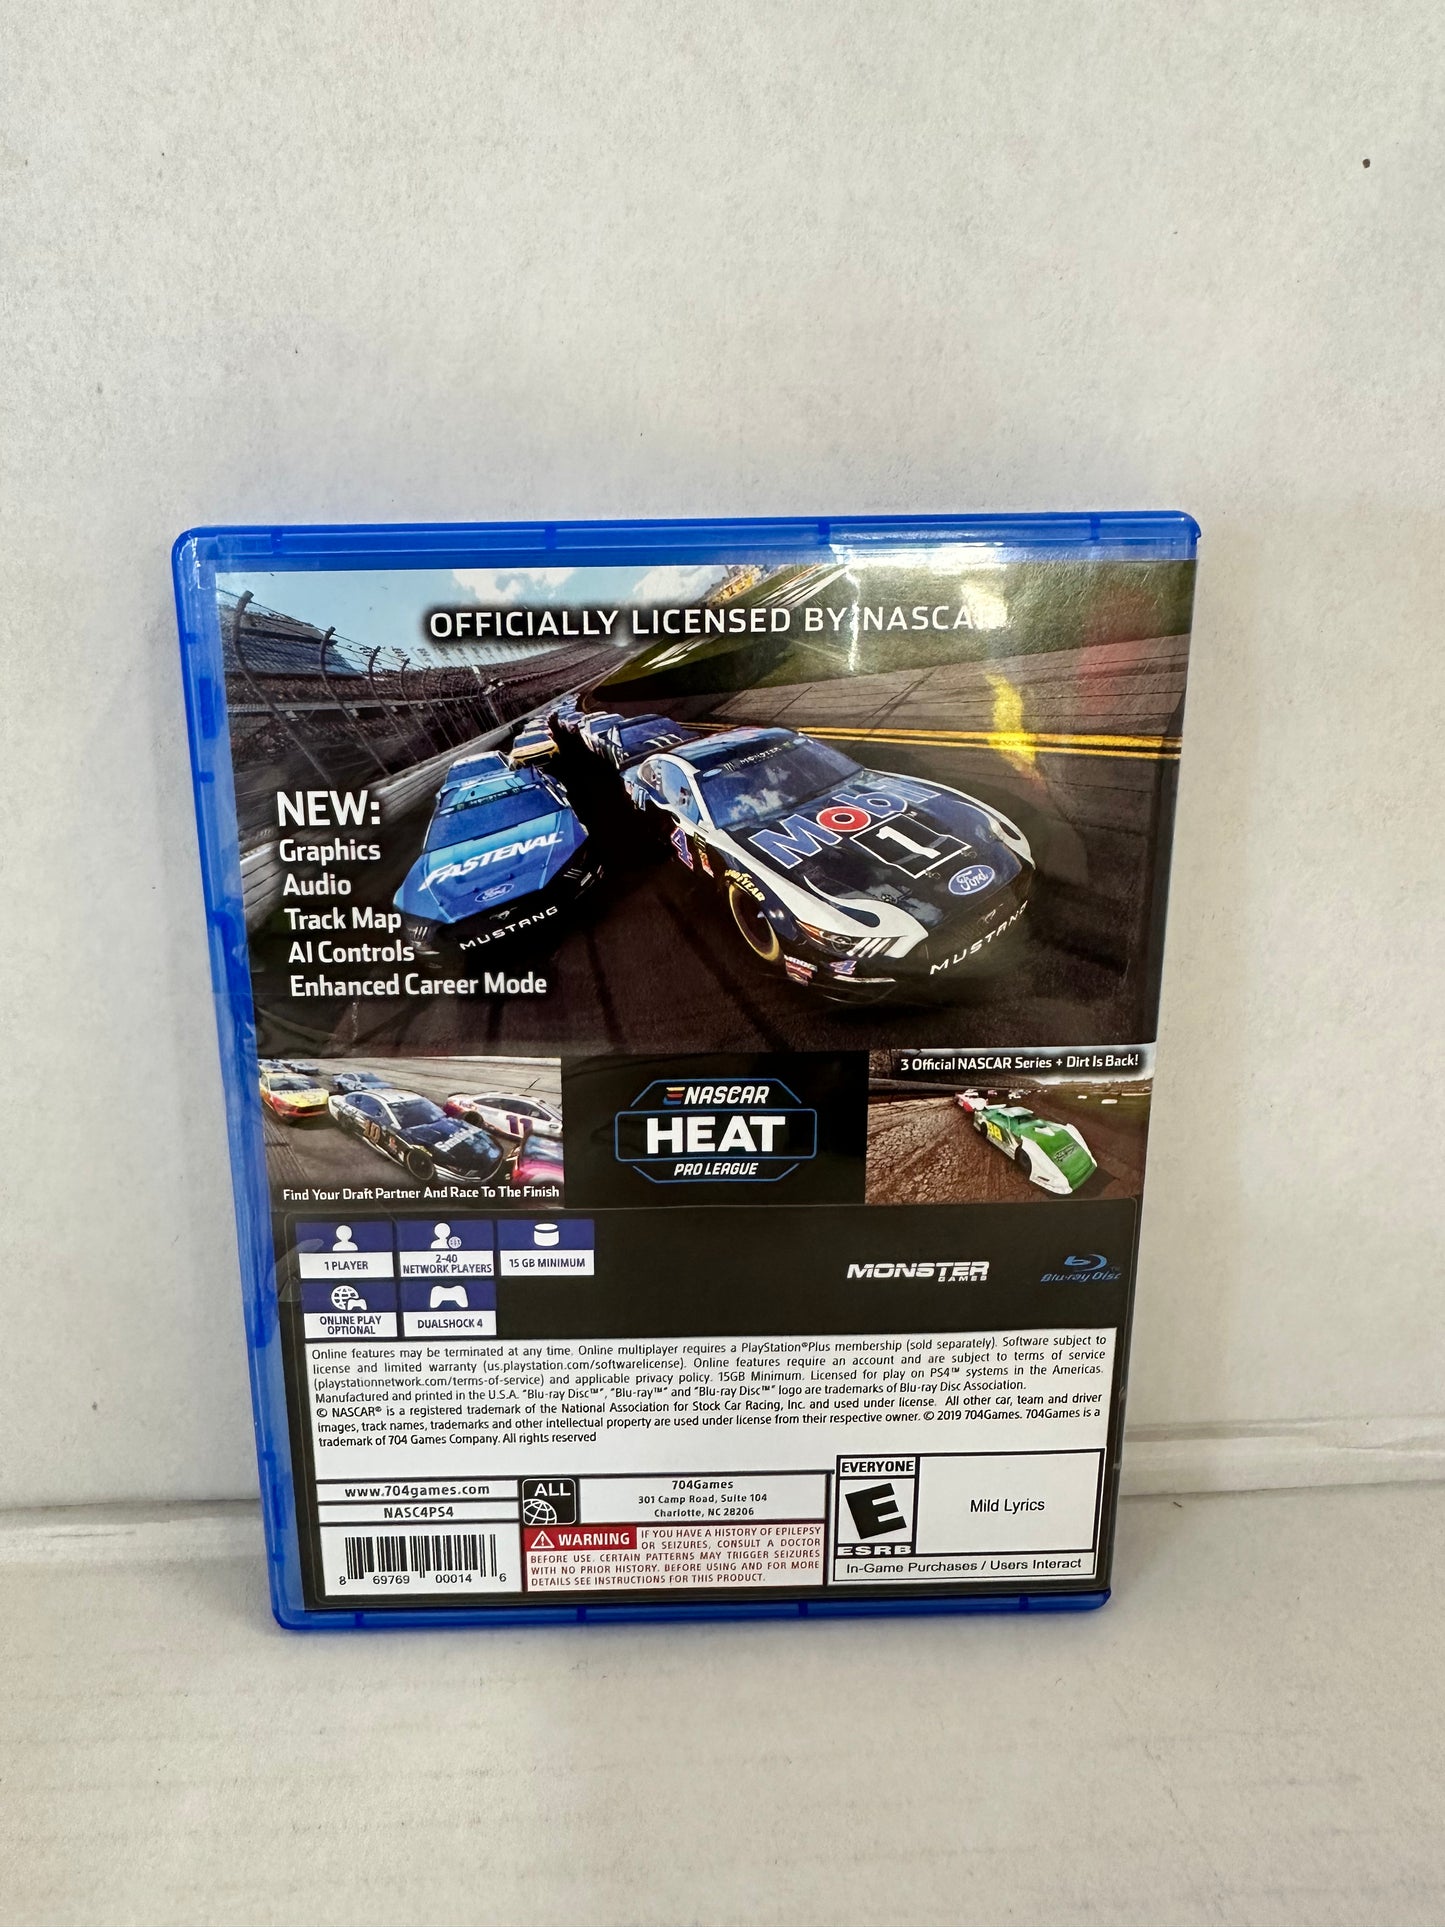 OFFICIALLY LICENSED BY NASCAR
NEW:
Graphics
Audio
Track Map
AI Controls
Enhanced Career Mode
FASTENAL
Ford
MUSTANG
MONSTER
Mobil
1
Ford
GOODYEAR
4
4
MUSTANG
10
11
Find Your Draft Partner And Race To The Finish
eNASCAR
HEAT
PRO LEAGUE
3 Official NASCAR Series + Dirt Is Back!
1 PLAYER
2-40
NETWORK PLAYERS
15 GB MINIMUM
ONLINE PLAY
OPTIONAL
DUALSHOCK 4
MONSTER
GAMES
Blu-ray Disc™
Online features may be terminated at any time. Online multiplayer requires a PlayStation®Plus membership (sold separately). Software subject to
license and limited warranty (us.playstation.com/softwarelicense). Online features require an account and are subject to terms of service
(playstationnetwork.com/terms-of-service) and applicable privacy policy. 15GB Minimum. Licensed for play on PS4™ systems in the Americas.
Manufactured and printed in the U.S.A. "Blu-ray Disc™", "Blu-ray™" and "Blu-ray Disc™" logo are trademarks of Blu-ray Disc Association.
© NASCAR® is a registered trademark of the National Association for Stock Car Racing, Inc. and used under license. All other car, team and driver
images, track names, trademarks and other intellectual property are used under license from their respective owner. © 2019 704Games. 704Games is a
trademark of 704 Games Company. All rights reserved
www.704games.com
NASC4PS4
8 69769 00014 6
ALL
704Games
301 Camp Road, Suite 104
Charlotte, NC 28206
WARNING IF YOU HAVE A HISTORY OF EPILEPSY
OR SEIZURES, CONSULT A DOCTOR
BEFORE USE. CERTAIN PATTERNS MAY TRIGGER SEIZURES
WITH NO PRIOR HISTORY. BEFORE USING AND FOR MORE
DETAILS SEE INSTRUCTIONS FOR THIS PRODUCT.
EVERYONE
E
ESRB
Mild Lyrics
In-Game Purchases / Users Interact